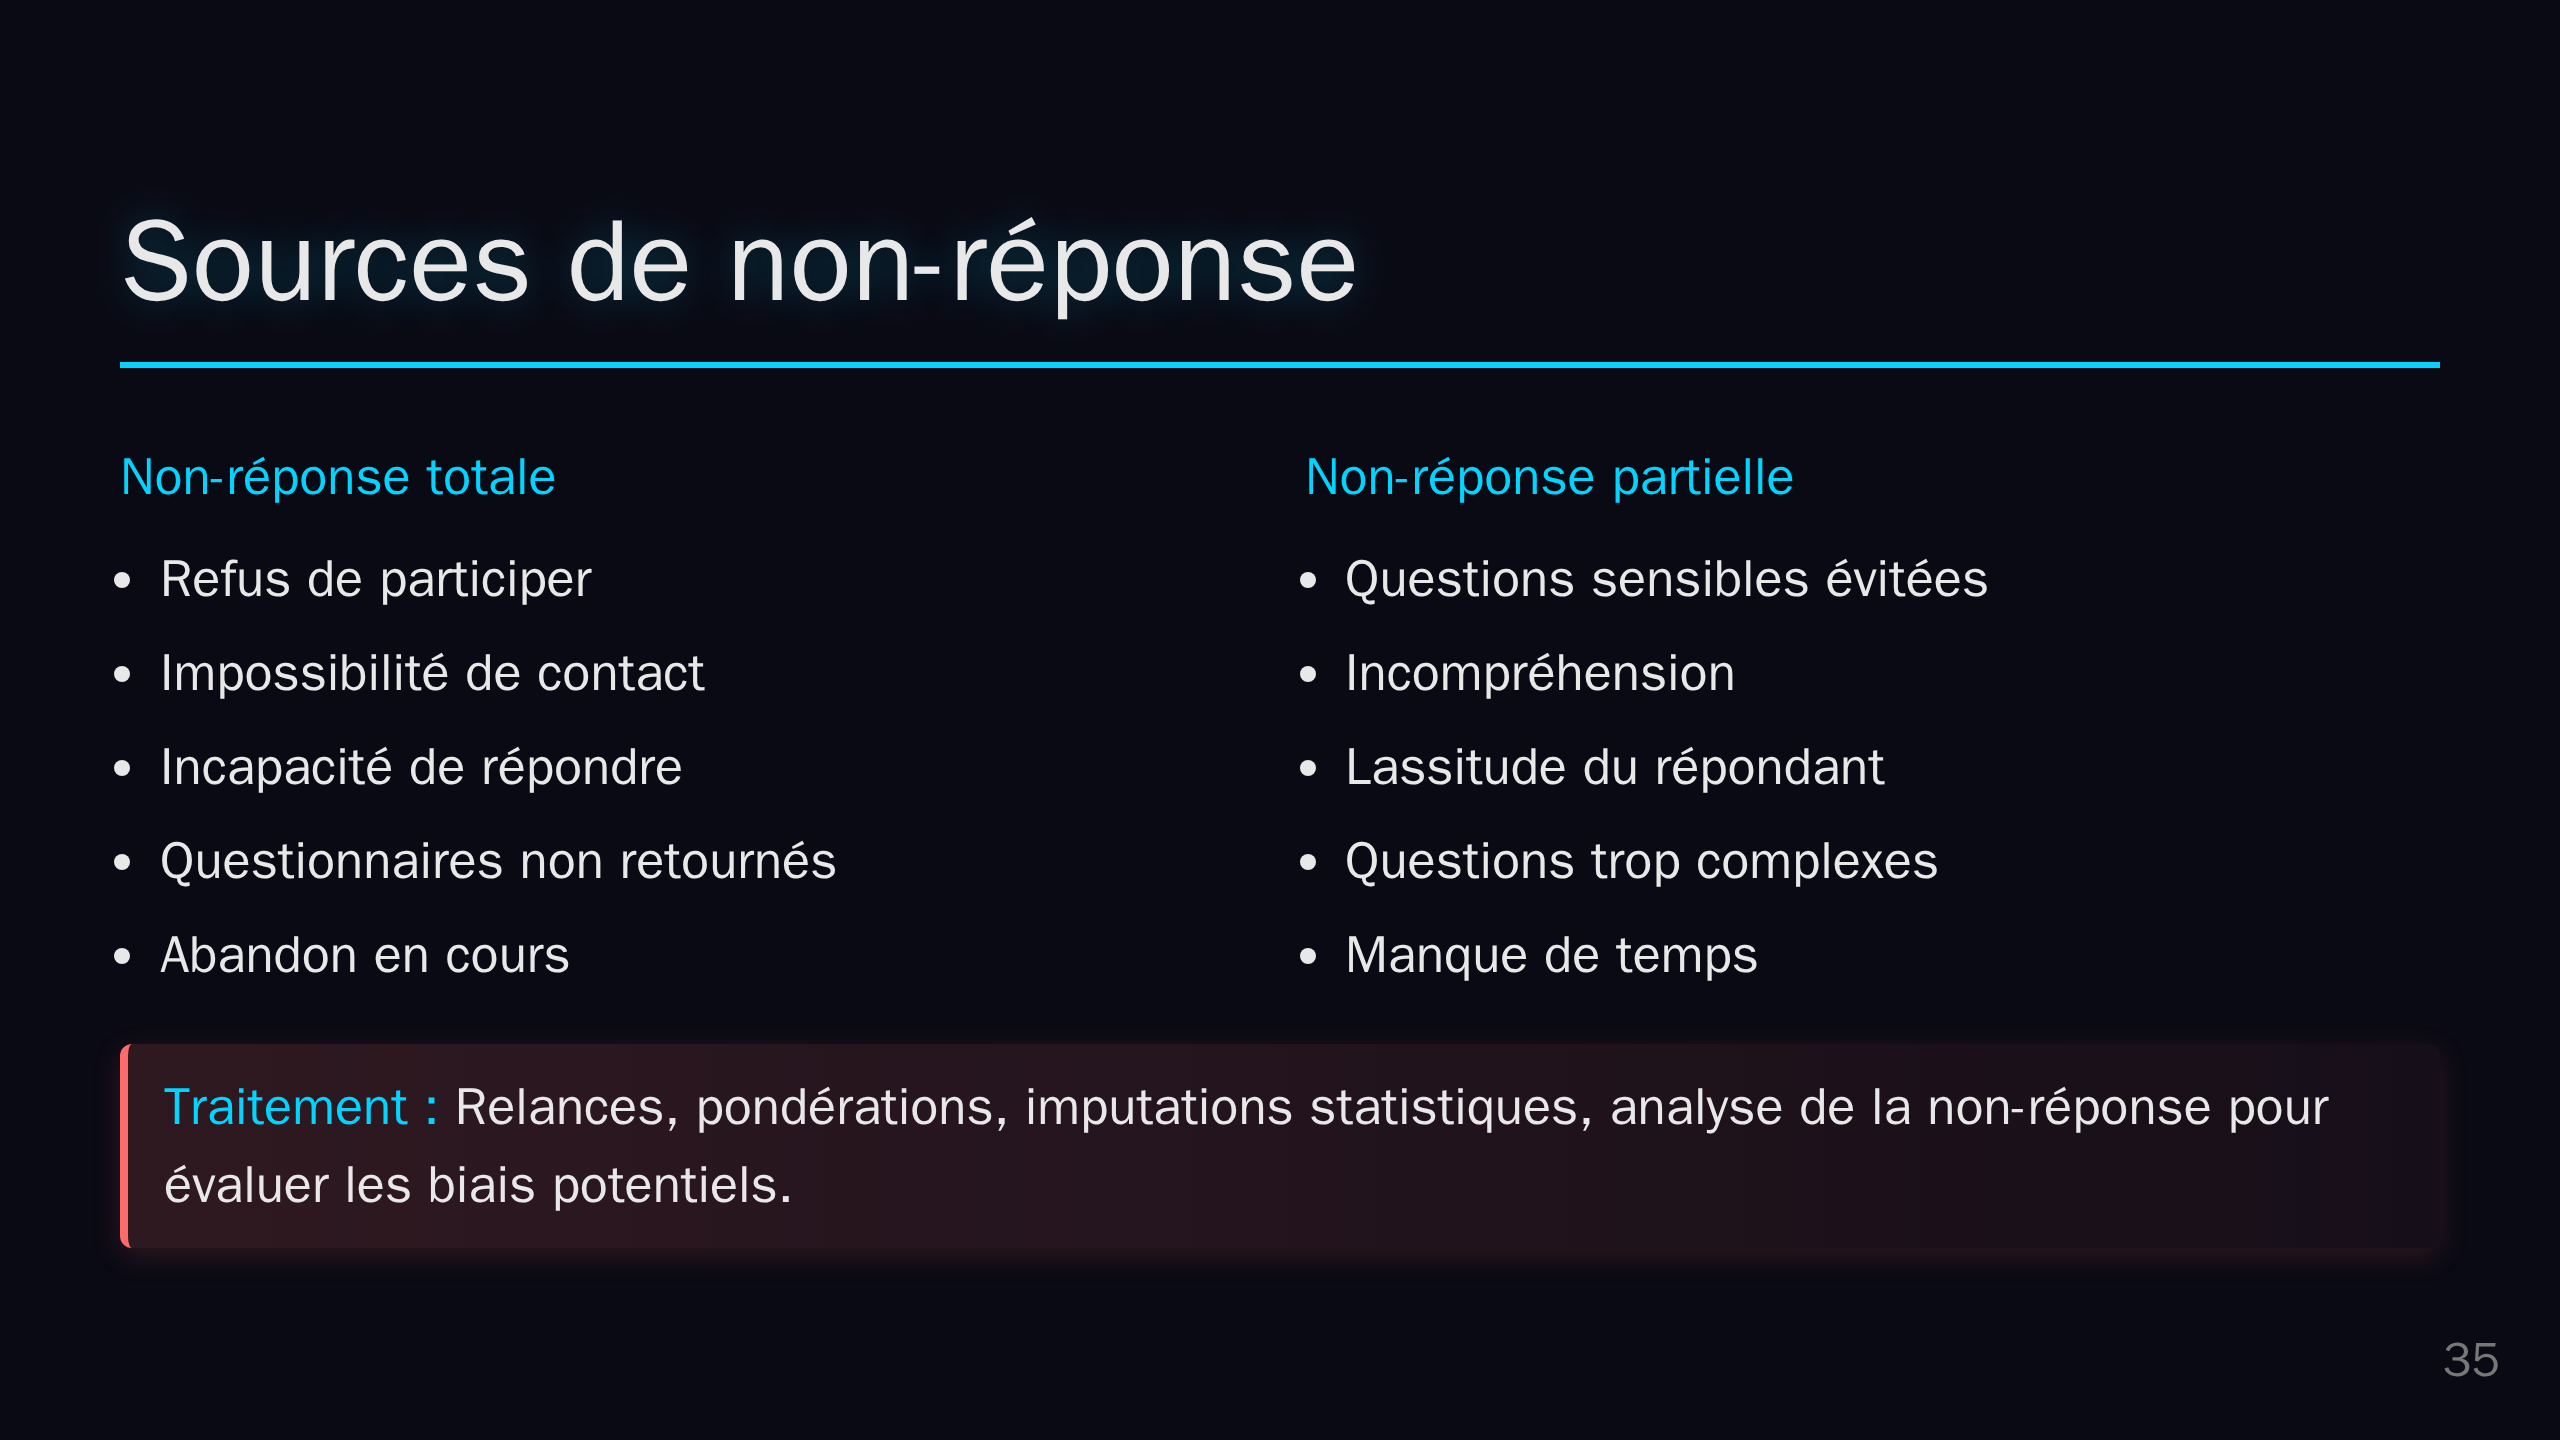 Sources de non-réponse
Non-réponse totale
• Refus de participer
• Impossibilité de contact
• Incapacité de répondre
• Questionnaires non retournés
• Abandon en cours
Non-réponse partielle
• Questions sensibles évitées
• Incompréhension
• Lassitude du répondant
• Questions trop complexes
• Manque de temps
Traitement : Relances, pondérations, imputations statistiques, analyse de la non-réponse pour
évaluer les biais potentiels.
35